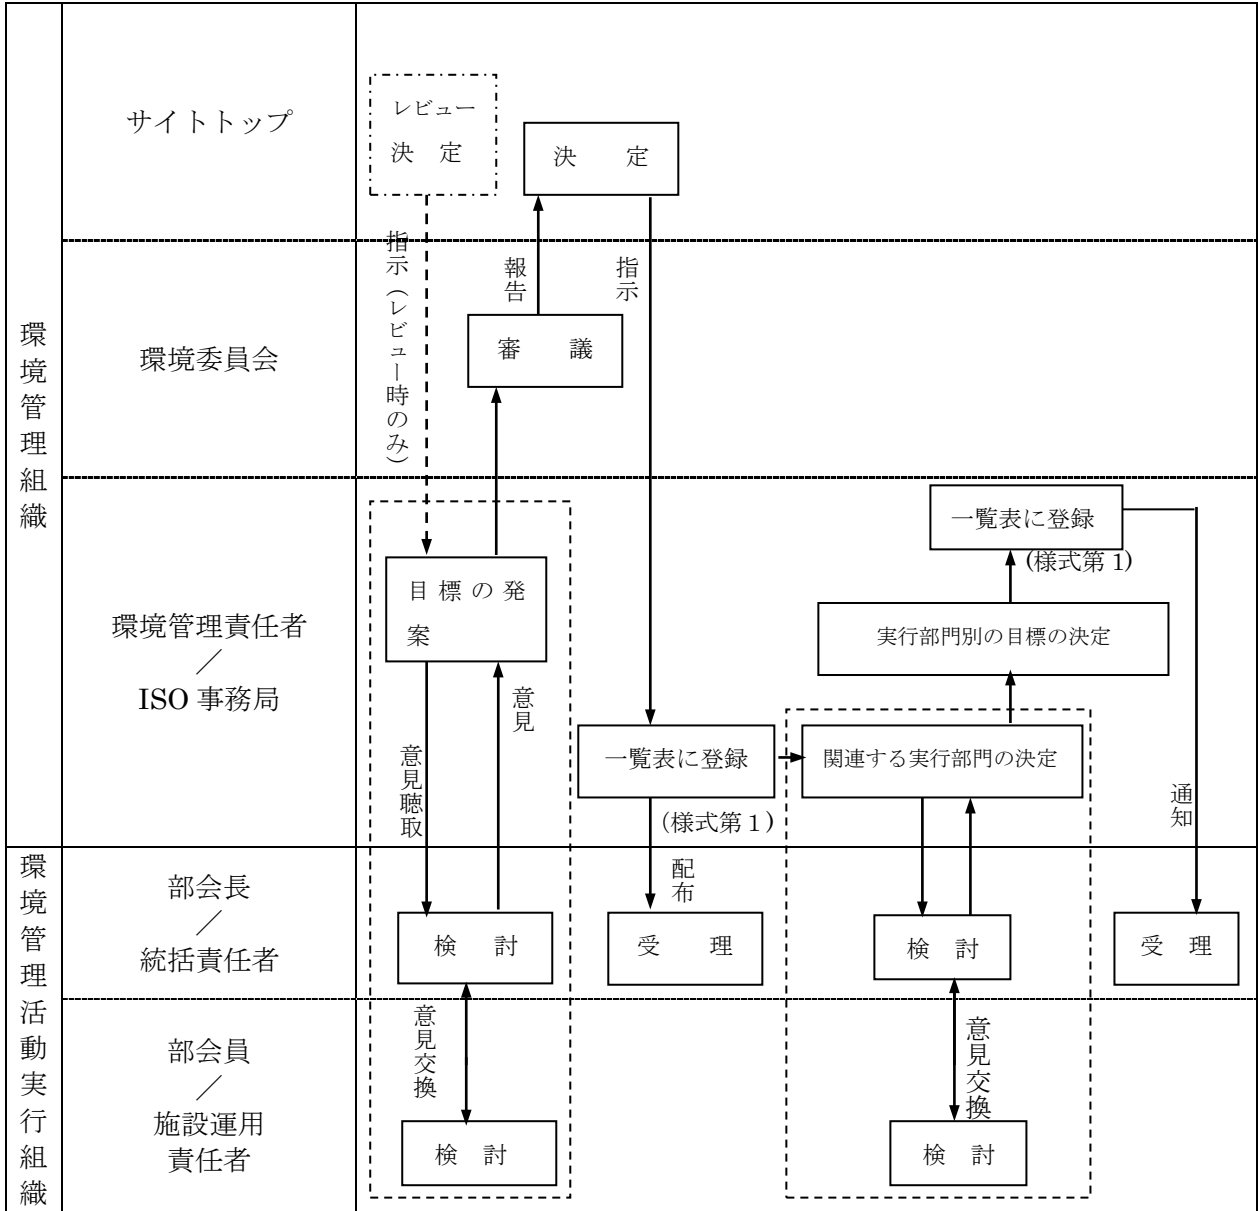 環境管理組織
サイトトップ
レビュー
決　定
決　　定
指示（レビュー時のみ）
報告
指示
環境委員会
審　　議
環境管理責任者
／
ISO 事務局
目 標 の 発
案
意見聴取
意見
一覧表に登録
(様式第１)
関連する実行部門の決定
実行部門別の目標の決定
一覧表に登録
(様式第 1)
通知
環境管理活動実行組織
部会長
／
統括責任者
検　討
配布
受　　理
検　討
受　理
部会員
／
施設運用
責任者
意見交換
検　討
意見交換
検　討